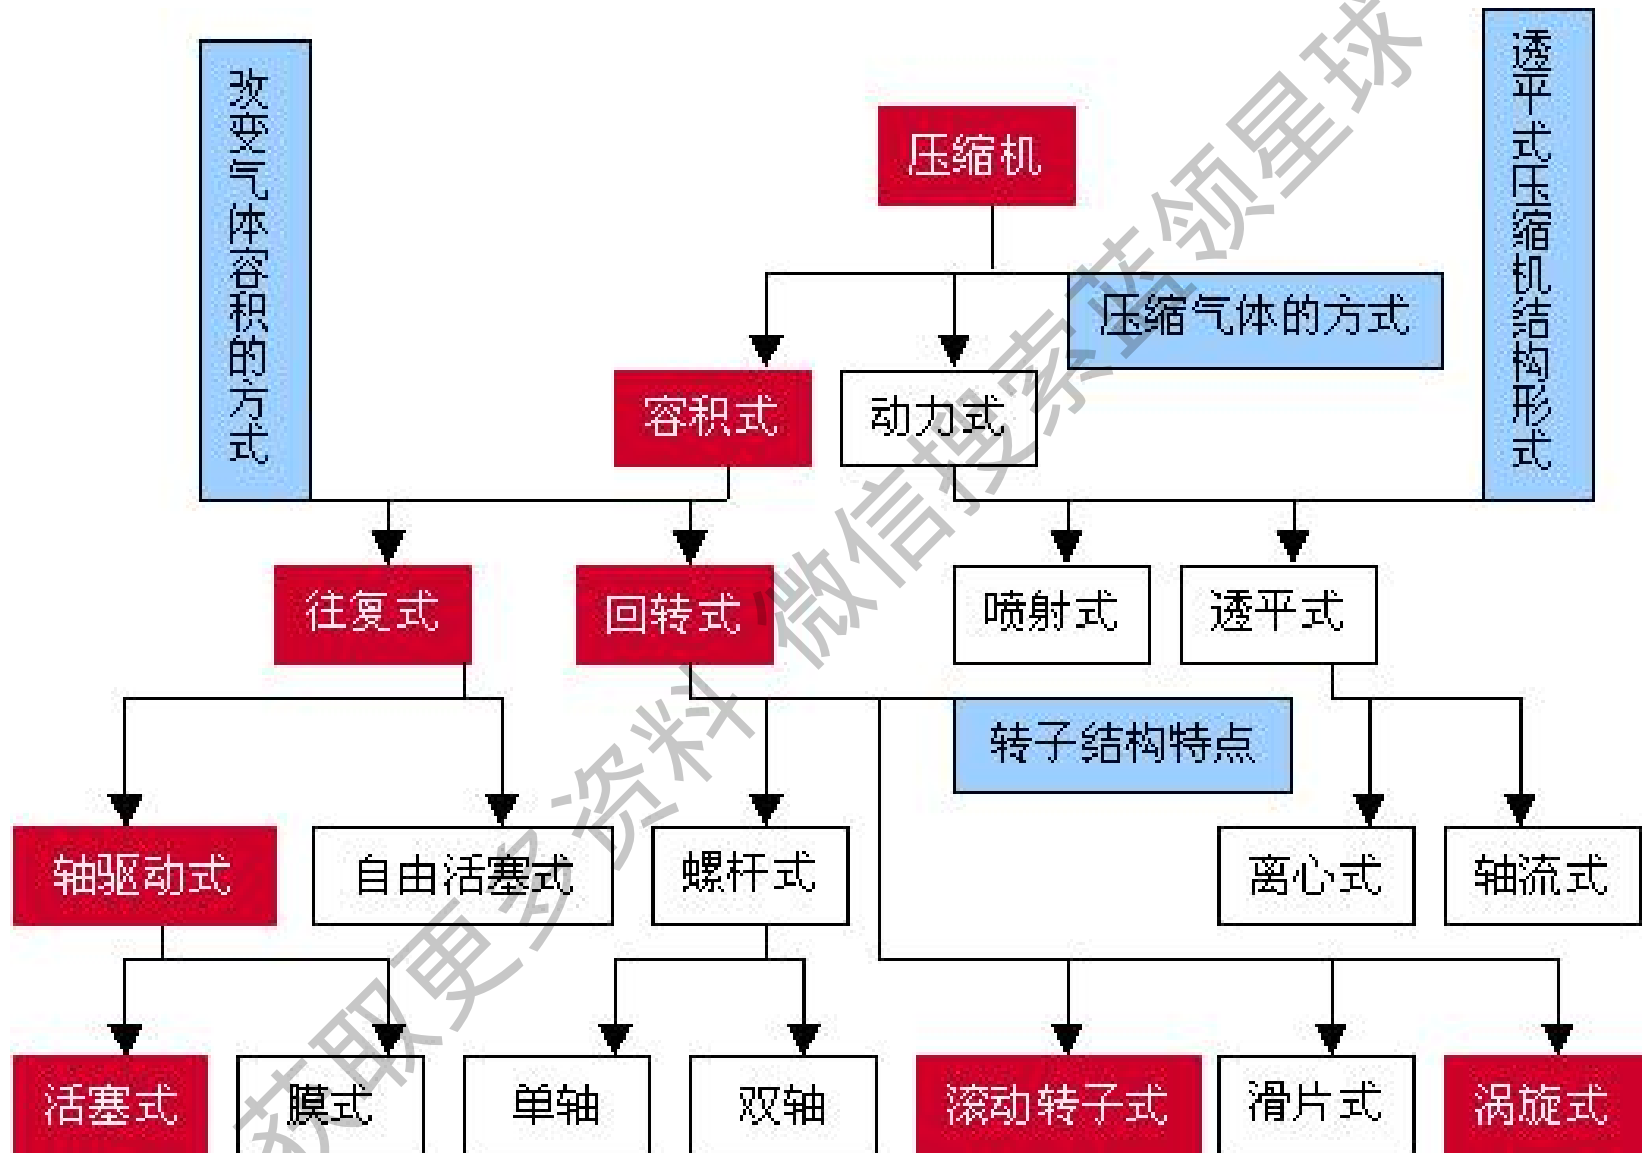 改变气体容积的方式
透平式压缩机结构形式
压缩机
压缩气体的方式
容积式
动力式
往复式
回转式
喷射式
透平式
转子结构特点
轴驱动式
自由活塞式
螺杆式
离心式
轴流式
活塞式
膜式
单轴
双轴
滚动转子式
滑片式
涡旋式
获取更多资料 微信搜索蓝领星球